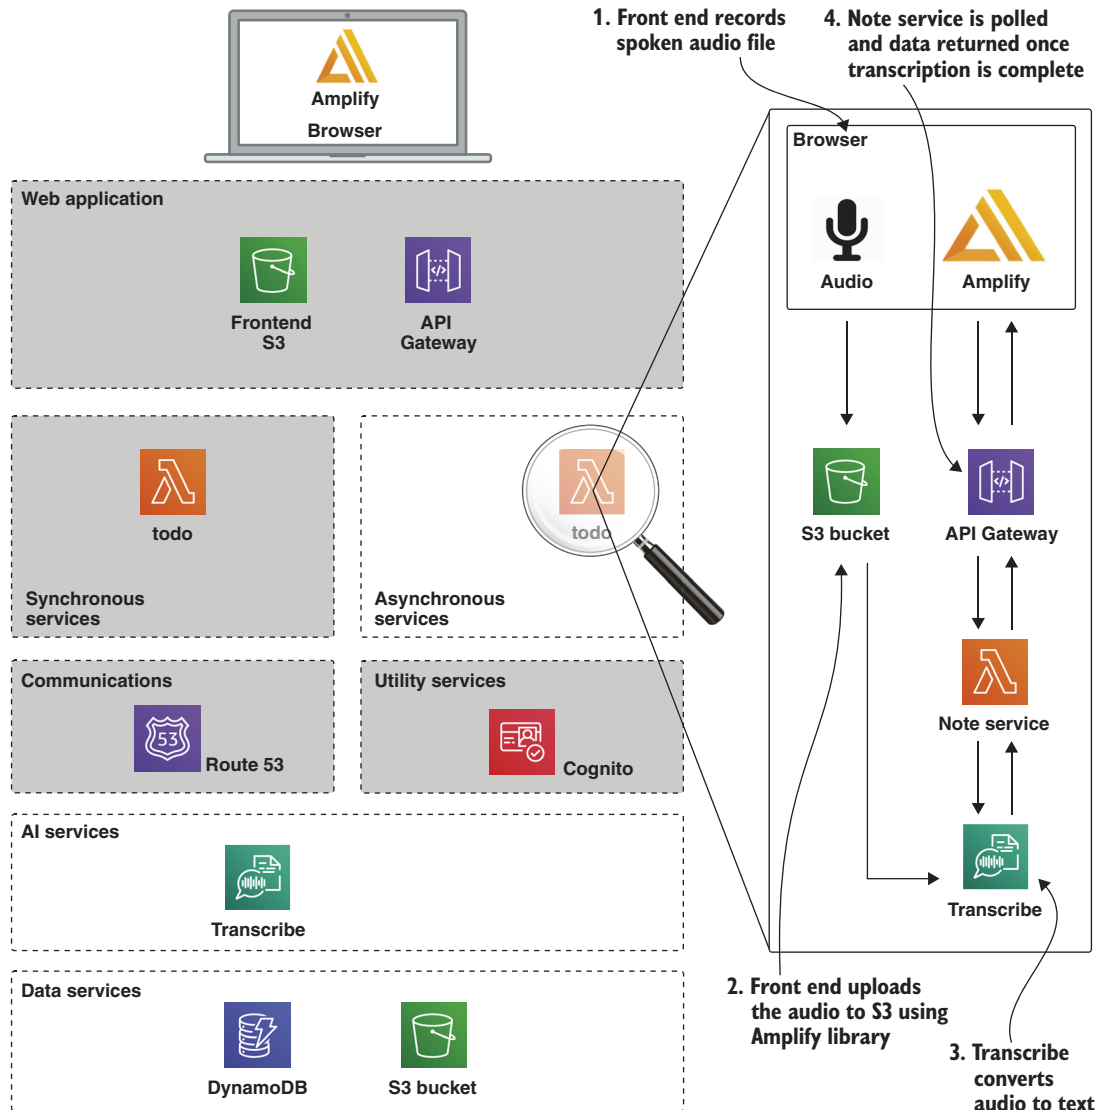 1. Front end records
spoken audio file
4. Note service is polled
and data returned once
transcription is complete
Amplify
Browser
Web application
Frontend
S3
API
Gateway
todo
Synchronous
services
todo
Asynchronous
services
Communications
53
Route 53
Utility services
Cognito
AI services
Transcribe
Data services
DynamoDB
S3 bucket
Browser
Audio
Amplify
</>
S3 bucket
API Gateway
</>
Note service
Transcribe
2. Front end uploads
the audio to S3 using
Amplify library
3. Transcribe
converts
audio to text